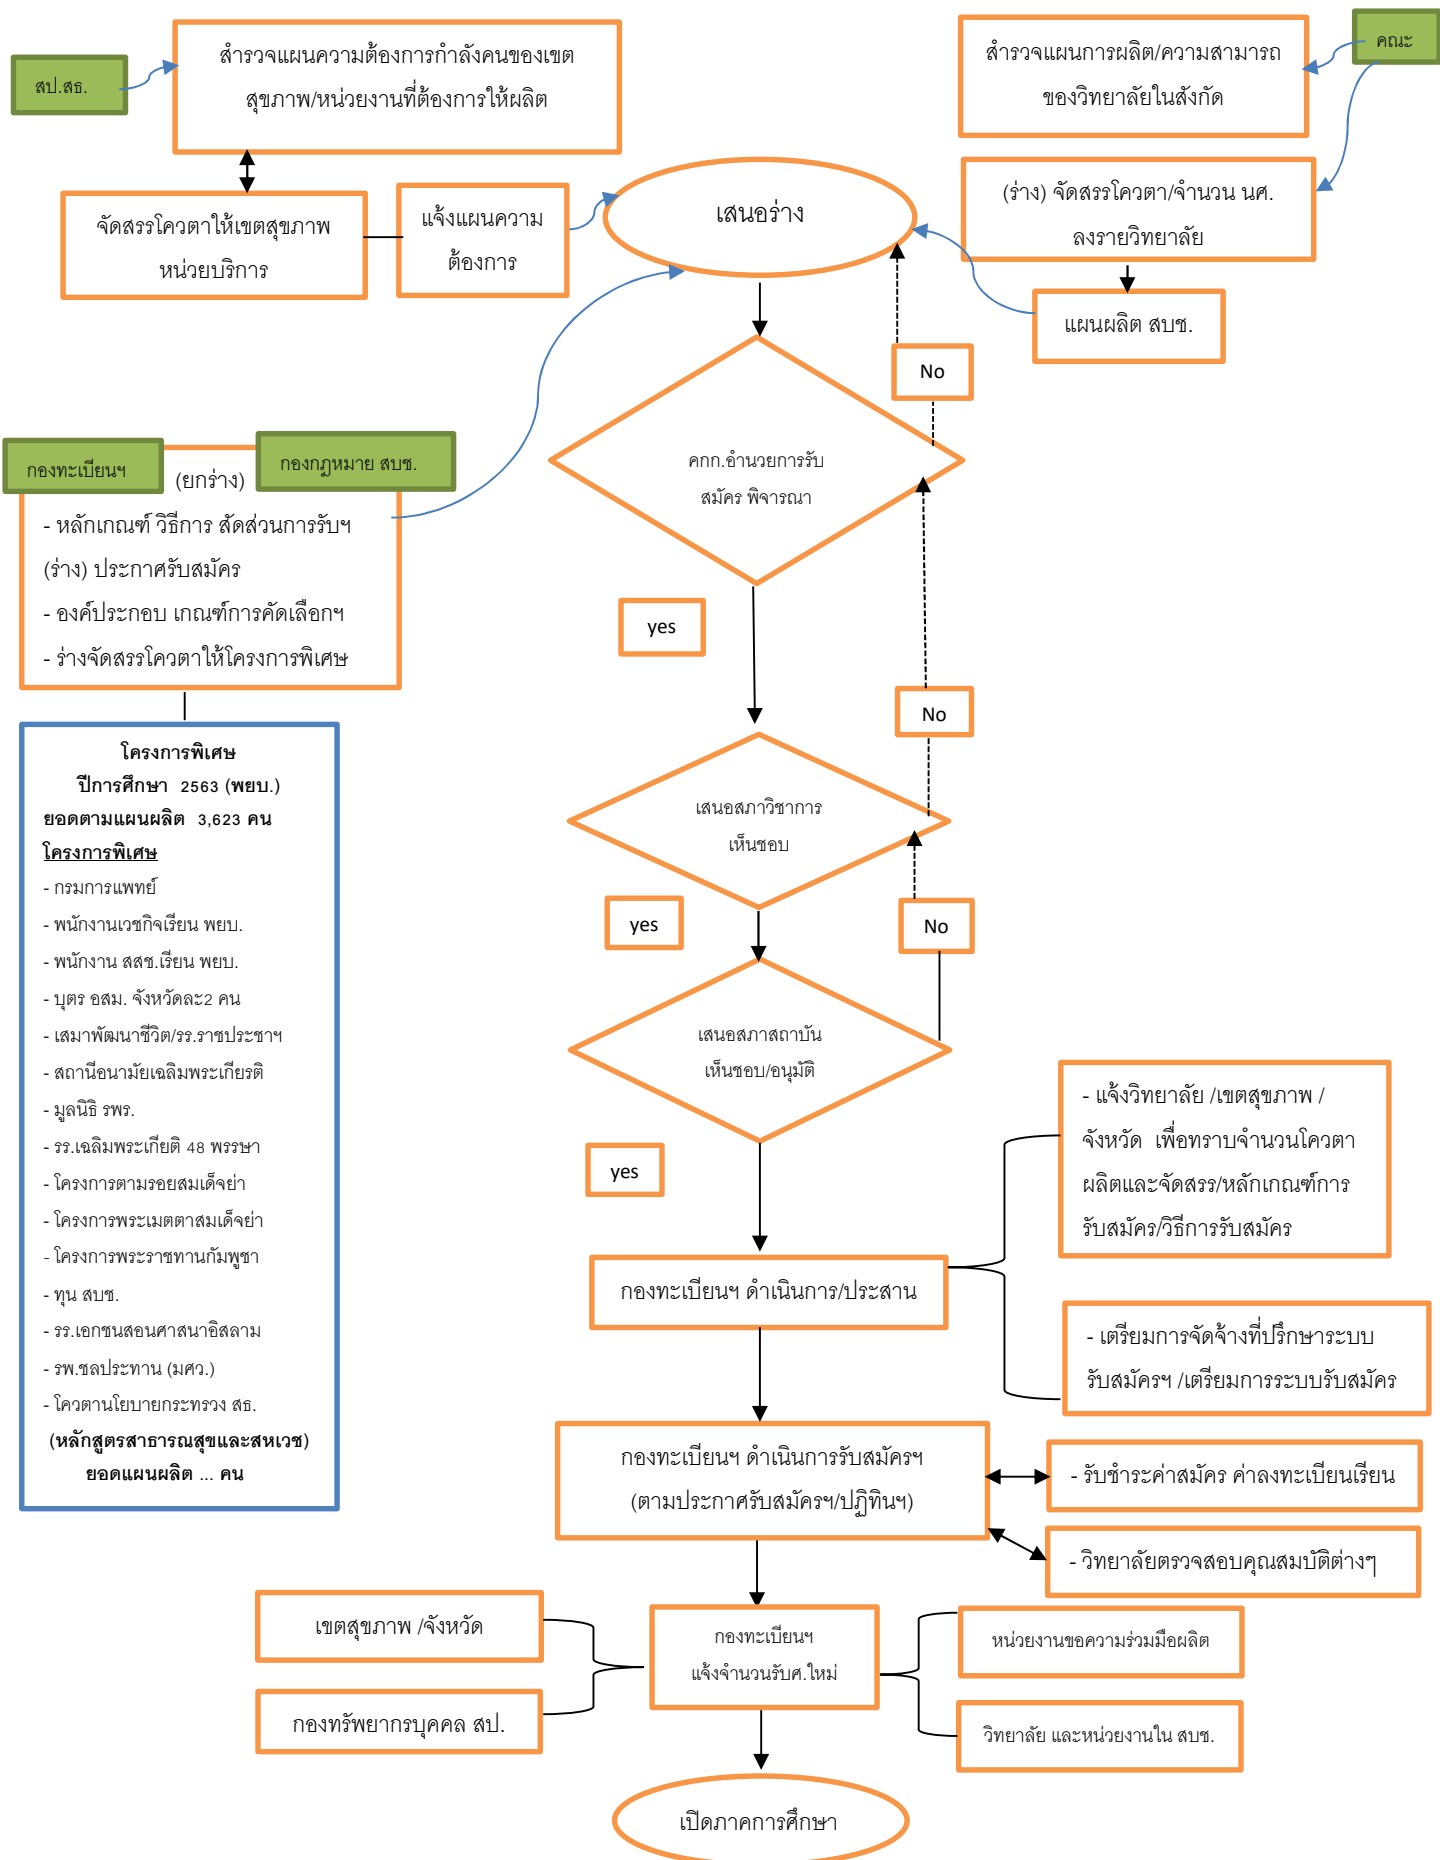 สป.สธ.
สำรวจแผนความต้องการกำลังคนของเขต
สุขภาพ/หน่วยงานที่ต้องการให้ผลิต
สำรวจแผนการผลิต/ความสามารถ
ของวิทยาลัยในสังกัด
คณะ
จัดสรรโควตาให้เขตสุขภาพ
หน่วยบริการ
แจ้งแผนความ
ต้องการ
เสนอร่าง
(ร่าง) จัดสรรโควตา/จำนวน นศ.
ลงรายวิทยาลัย
แผนผลิต สบช.
No
คกก.อำนวยการรับ
สมัคร พิจารณา
กองทะเบียนฯ
(ยกร่าง)
กองกฎหมาย สบช.
- หลักเกณฑ์ วิธีการ สัดส่วนการรับฯ
(ร่าง) ประกาศรับสมัคร
- องค์ประกอบ เกณฑ์การคัดเลือกฯ
- ร่างจัดสรรโควตาให้โครงการพิเศษ
yes
No
โครงการพิเศษ
ปีการศึกษา 2563 (พยบ.)
ยอดตามแผนผลิต 3,623 คน
โครงการพิเศษ
- กรมการแพทย์
- พนักงานเวชกิจเรียน พยบ.
- พนักงาน สสช.เรียน พยบ.
- บุตร อสม. จังหวัดละ2 คน
- เสมาพัฒนาชีวิต/รร.ราชประชาฯ
- สถานีอนามัยเฉลิมพระเกียรติ
- มูลนิธิ รพร.
- รร.เฉลิมพระเกียติ 48 พรรษา
- โครงการตามรอยสมเด็จย่า
- โครงการพระเมตตาสมเด็จย่า
- โครงการพระราชทานกัมพูชา
- ทุน สบช.
- รร.เอกชนสอนศาสนาอิสลาม
- รพ.ชลประทาน (มศว.)
- โควตานโยบายกระทรวง สธ.
(หลักสูตรสาธารณสุขและสหเวช)
ยอดแผนผลิต ... คน
เสนอสภาวิชาการ
เห็นชอบ
yes
No
เสนอสภาสถาบัน
เห็นชอบ/อนุมัติ
yes
- แจ้งวิทยาลัย /เขตสุขภาพ /
จังหวัด เพื่อทราบจำนวนโควตา
ผลิตและจัดสรร/หลักเกณฑ์การ
รับสมัคร/วิธีการรับสมัคร
กองทะเบียนฯ ดำเนินการ/ประสาน
- เตรียมการจัดจ้างที่ปรึกษาระบบ
รับสมัครฯ /เตรียมการระบบรับสมัคร
กองทะเบียนฯ ดำเนินการรับสมัครฯ
(ตามประกาศรับสมัครฯ/ปฏิทินฯ)
- รับชำระค่าสมัคร ค่าลงทะเบียนเรียน
- วิทยาลัยตรวจสอบคุณสมบัติต่างๆ
เขตสุขภาพ /จังหวัด
กองทรัพยากรบุคคล สป.
กองทะเบียนฯ
แจ้งจำนวนรับศ.ใหม่
หน่วยงานขอความร่วมมือผลิต
วิทยาลัย และหน่วยงานใน สบช.
เปิดภาคการศึกษา